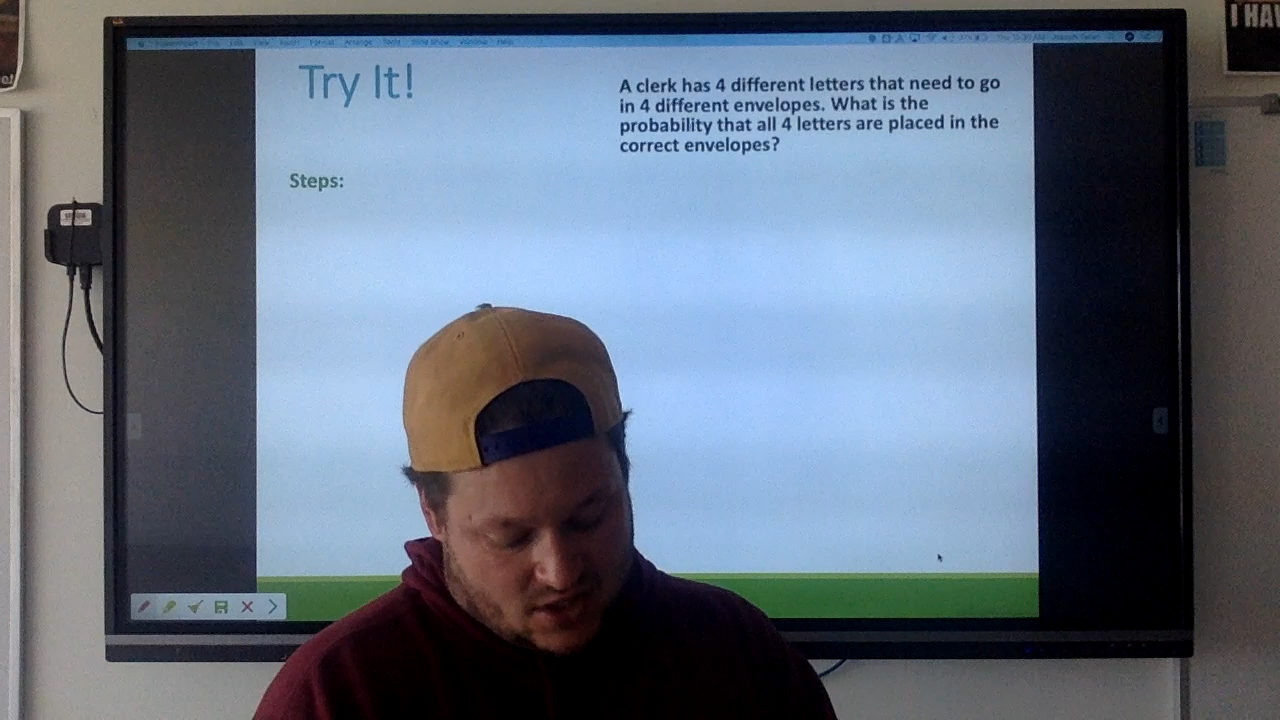 Try It!
A clerk has 4 different letters that need to go
in 4 different envelopes. What is the
probability that all 4 letters are placed in the
correct envelopes?
Steps:
I HAV